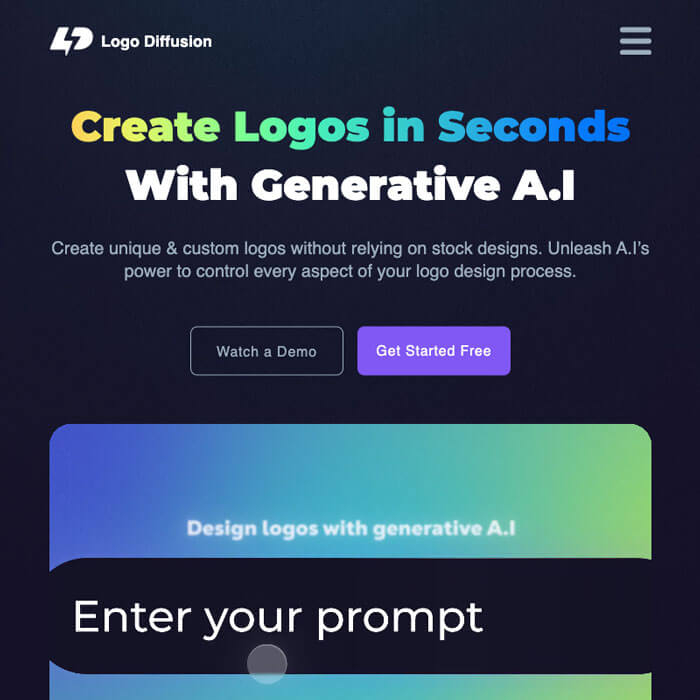 Logo Diffusion
Create Logos in Seconds
With Generative A.I
Create unique & custom logos without relying on stock designs. Unleash A.I's
power to control every aspect of your logo design process.
Watch a Demo
Get Started Free
Design logos with generative A.I
Enter your prompt